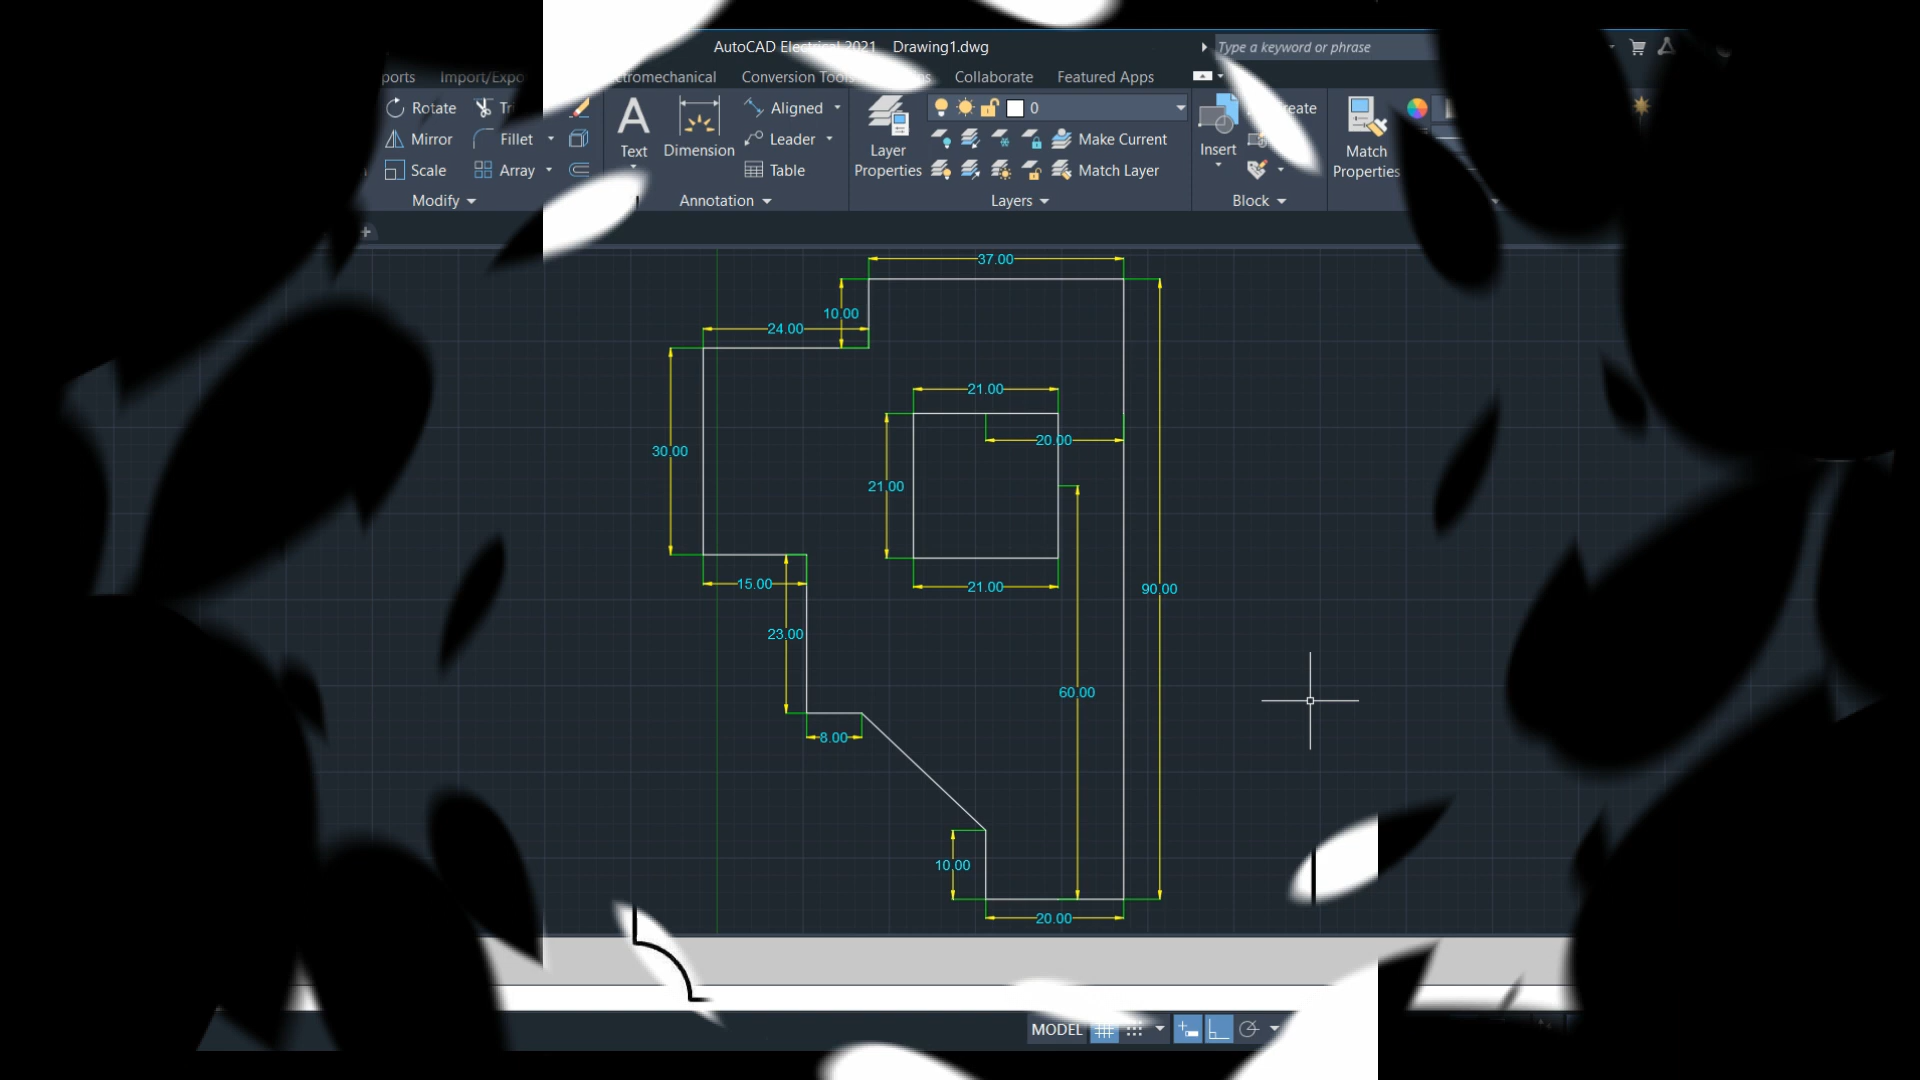 AutoCAD Electrical 2021 Drawing1.dwg Type a keyword or phrase
Conversion Tools Collaborate Featured Apps
Rotate Text Dimension Aligned Layer Properties 0 Insert Match Properties
Mirror Fillet Leader Make Current
Scale Array Table Match Layer
Modify Annotation Layers Block
37.00
10.00
24.00
21.00
20.00
30.00
21.00
15.00
21.00
90.00
23.00
60.00
8.00
10.00
20.00
MODEL